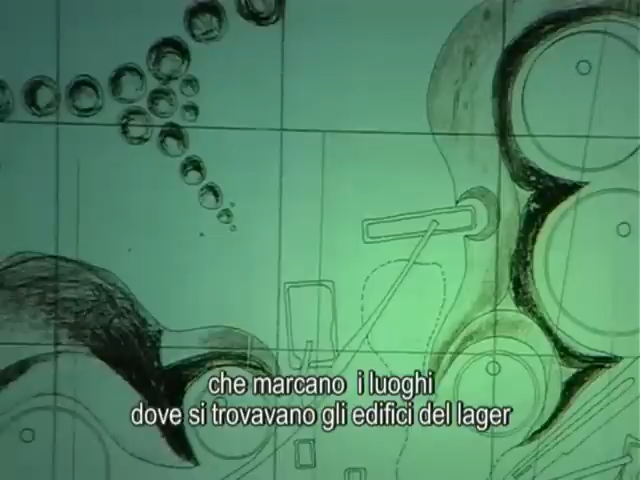 che marcano i luoghi
dove si trovavano gli edifici del lager